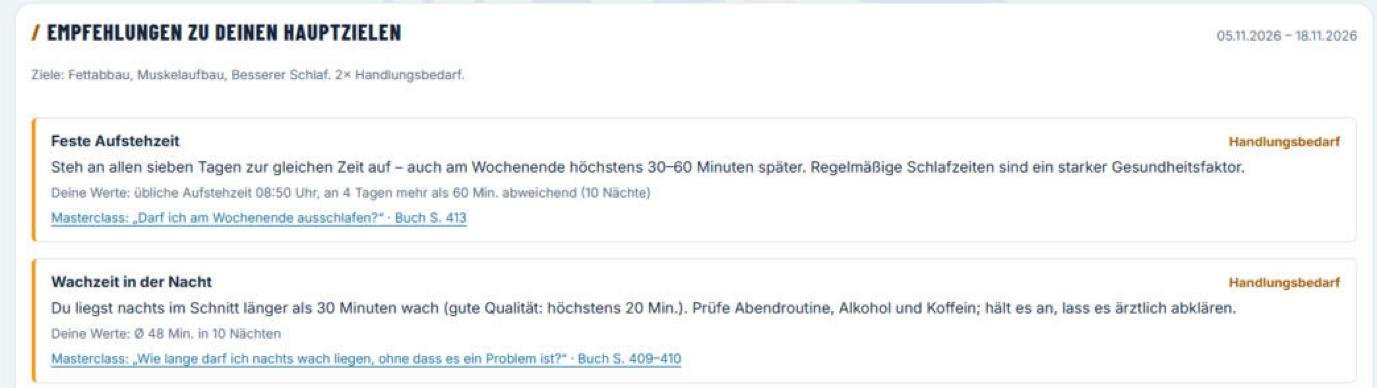 / EMPFEHLUNGEN ZU DEINEN HAUPTZIELEN
05.11.2026 – 18.11.2026
Ziele: Fettabbau, Muskelaufbau, Besserer Schlaf. 2× Handlungsbedarf.
Feste Aufstehzeit
Handlungsbedarf
Steh an allen sieben Tagen zur gleichen Zeit auf – auch am Wochenende höchstens 30–60 Minuten später. Regelmäßige Schlafzeiten sind ein starker Gesundheitsfaktor.
Deine Werte: übliche Aufstehzeit 08:50 Uhr, an 4 Tagen mehr als 60 Min. abweichend (10 Nächte)
Masterclass: „Darf ich am Wochenende ausschlafen?“ · Buch S. 413
Wachzeit in der Nacht
Handlungsbedarf
Du liegst nachts im Schnitt länger als 30 Minuten wach (gute Qualität: höchstens 20 Min.). Prüfe Abendroutine, Alkohol und Koffein; hält es an, lass es ärztlich abklären.
Deine Werte: Ø 48 Min. in 10 Nächten
Masterclass: „Wie lange darf ich nachts wach liegen, ohne dass es ein Problem ist?“ · Buch S. 409–410